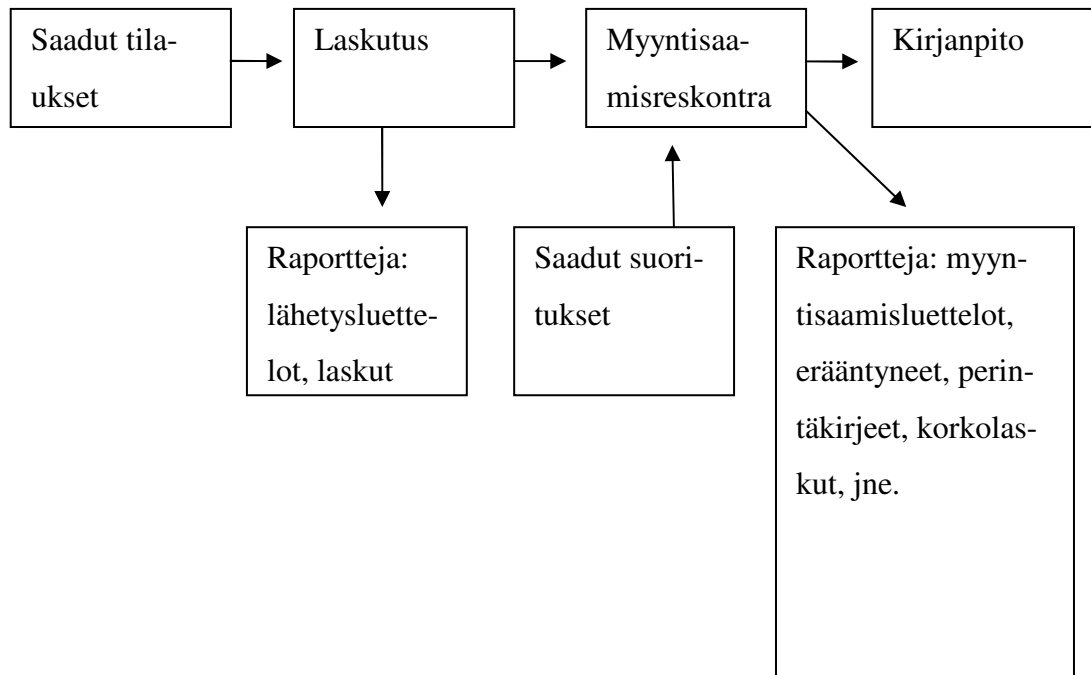 Saadut tila-
ukset
Laskutus
Myyntisaa-
misreskontra
Kirjanpito
Raportteja:
lähetysluette-
lot, laskut
Saadut suori-
tukset
Raportteja: myyn-
tisaamisluettelot,
erääntyneet, perin-
täkirjeet, korkolas-
kut, jne.